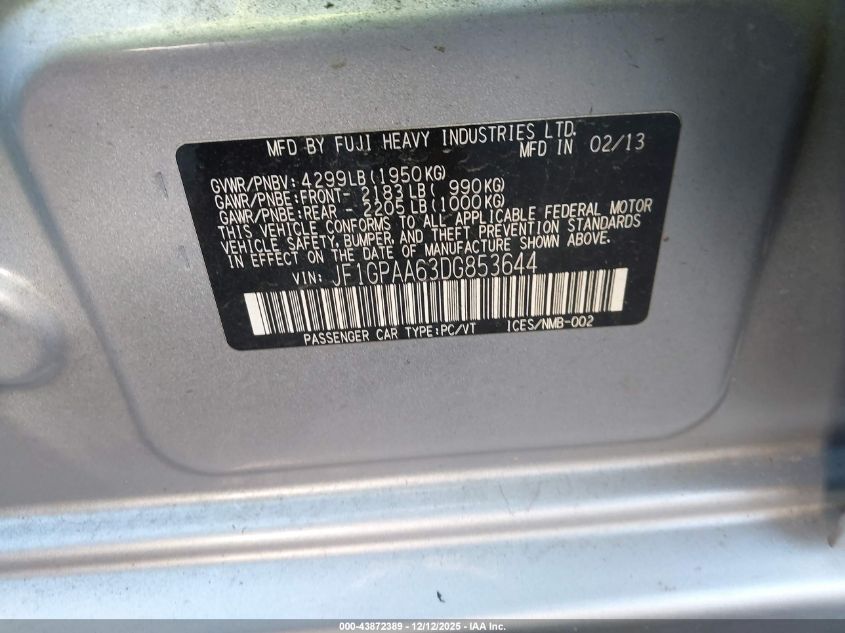 MFD BY FUJI HEAVY INDUSTRIES LTD.
MFD IN 02/13
GVWR/PNBV: 4299LB(1950KG)
GAWR/PNBE:FRONT- 2183LB( 990KG)
GAWR/PNBE:REAR - 2205LB(1000KG)
THIS VEHICLE CONFORMS TO ALL APPLICABLE FEDERAL MOTOR
VEHICLE SAFETY, BUMPER, AND THEFT PREVENTION STANDARDS
IN EFFECT ON THE DATE OF MANUFACTURE SHOWN ABOVE.
VIN: JF1GPAA63DG853644
PASSENGER CAR TYPE:PC/VT ICES/NMB-002
000-43872389 - 12/12/2025 - IAA Inc.